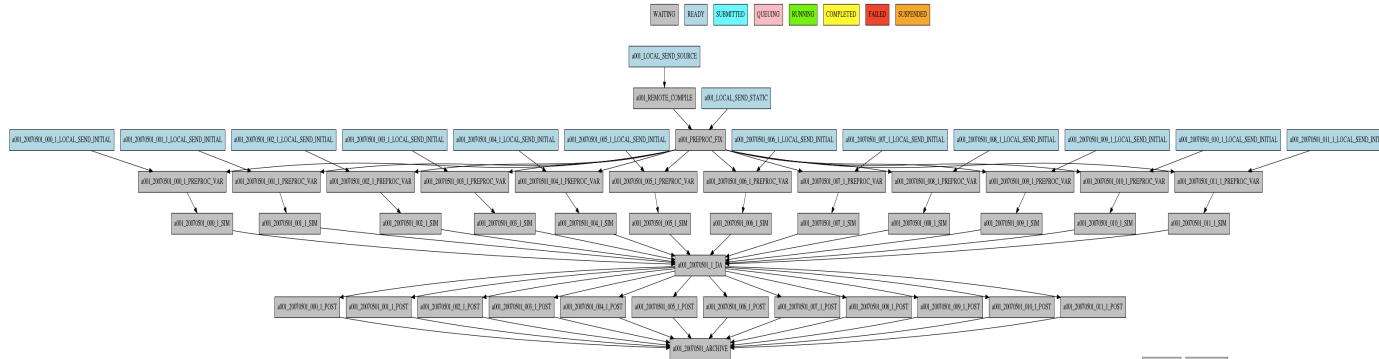 WAITING READY SUBMITTED QUEUING RUNNING COMPLETED FAILED SUSPENDED
a001_LOCAL_SEND_SOURCE
a001_REMOTE_COMPILE a001_LOCAL_SEND_STATIC
a001_20070501_000_1_LOCAL_SEND_INITIAL a001_20070501_001_1_LOCAL_SEND_INITIAL a001_20070501_002_1_LOCAL_SEND_INITIAL a001_20070501_003_1_LOCAL_SEND_INITIAL a001_20070501_004_1_LOCAL_SEND_INITIAL a001_20070501_005_1_LOCAL_SEND_INITIAL a001_PREPROC_FIX a001_20070501_006_1_LOCAL_SEND_INITIAL a001_20070501_007_1_LOCAL_SEND_INITIAL a001_20070501_008_1_LOCAL_SEND_INITIAL a001_20070501_009_1_LOCAL_SEND_INITIAL a001_20070501_010_1_LOCAL_SEND_INITIAL a001_20070501_011_1_LOCAL_SEND_INIT
a001_20070501_000_1_PREPROC_VAR a001_20070501_001_1_PREPROC_VAR a001_20070501_002_1_PREPROC_VAR a001_20070501_003_1_PREPROC_VAR a001_20070501_004_1_PREPROC_VAR a001_20070501_005_1_PREPROC_VAR a001_20070501_006_1_PREPROC_VAR a001_20070501_007_1_PREPROC_VAR a001_20070501_008_1_PREPROC_VAR a001_20070501_009_1_PREPROC_VAR a001_20070501_010_1_PREPROC_VAR a001_20070501_011_1_PREPROC_VAR
a001_20070501_000_1_SIM a001_20070501_001_1_SIM a001_20070501_002_1_SIM a001_20070501_003_1_SIM a001_20070501_004_1_SIM a001_20070501_005_1_SIM a001_20070501_006_1_SIM a001_20070501_007_1_SIM a001_20070501_008_1_SIM a001_20070501_009_1_SIM a001_20070501_010_1_SIM a001_20070501_011_1_SIM
a001_20070501_1_DA
a001_20070501_000_1_POST a001_20070501_001_1_POST a001_20070501_002_1_POST a001_20070501_003_1_POST a001_20070501_004_1_POST a001_20070501_005_1_POST a001_20070501_006_1_POST a001_20070501_007_1_POST a001_20070501_008_1_POST a001_20070501_009_1_POST a001_20070501_010_1_POST a001_20070501_011_1_POST
a001_20070501_ARCHIVE